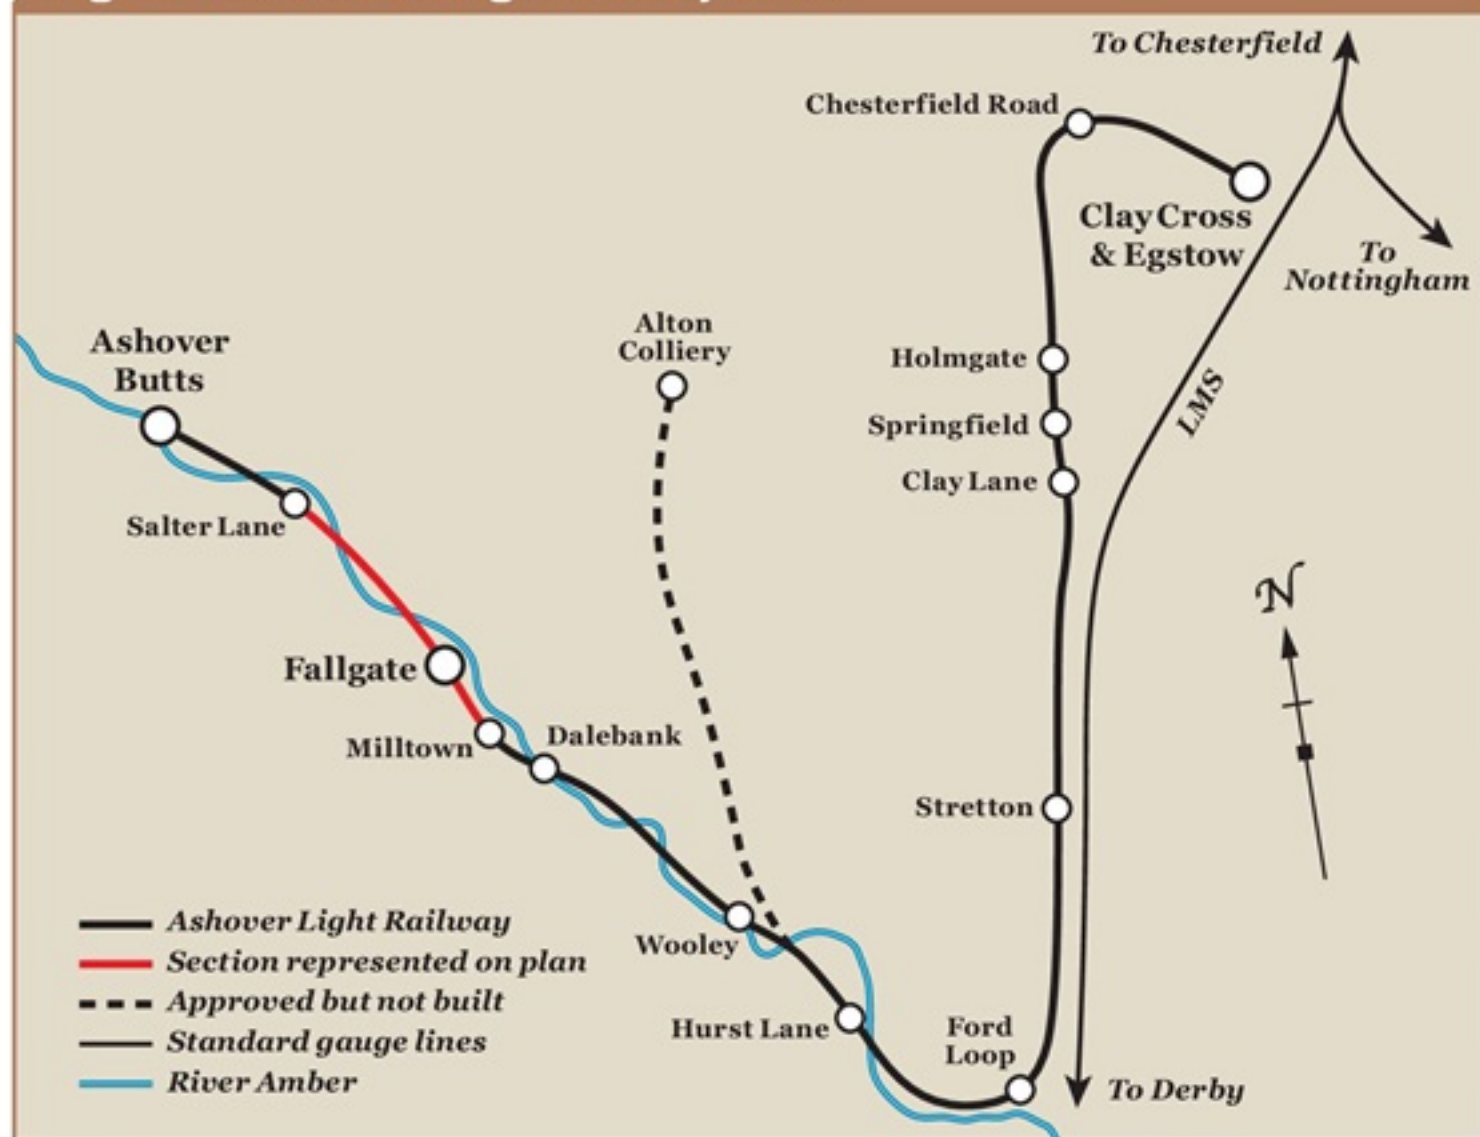 To Chesterfield
Chesterfield Road
Clay Cross
& Egstow
To
Nottingham
Alton
Colliery
Ashover
Butts
Holmgate
LMS
Springfield
Clay Lane
Salter Lane
N
Fallgate
Dalebank
Milltown
Stretton
Ashover Light Railway
Wooley
Section represented on plan
Approved but not built
Hurst Lane
Ford
Loop
Standard gauge lines
River Amber
To Derby